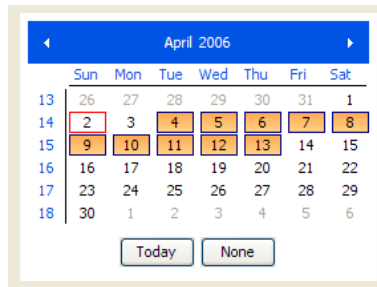 April 2006
Sun Mon Tue Wed Thu Fri Sat
13 26 27 28 29 30 31 1
14 2 3 4 5 6 7 8
15 9 10 11 12 13 14 15
16 16 17 18 19 20 21 22
17 23 24 25 26 27 28 29
18 30 1 2 3 4 5 6
Today None